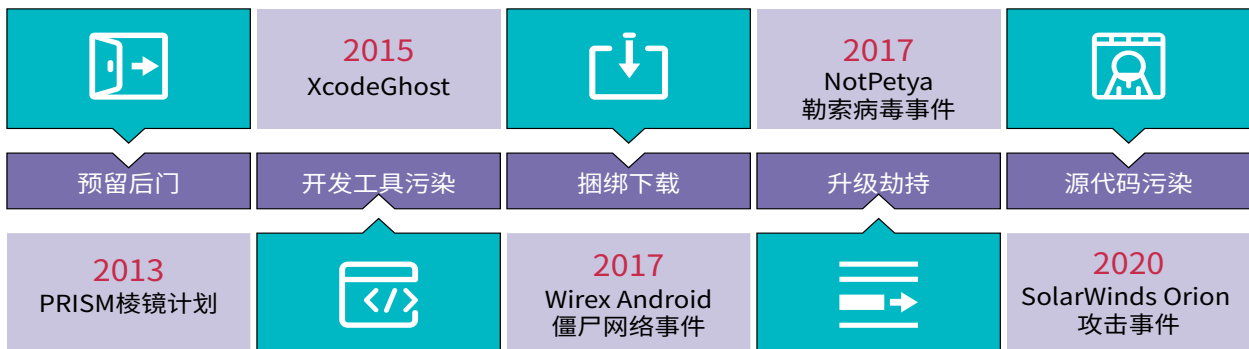 2015
XcodeGhost
2017
NotPetya
勒索病毒事件
预留后门
开发工具污染
捆绑下载
升级劫持
源代码污染
2013
PRISM棱镜计划
</>
2017
Wirex Android
僵尸网络事件
2020
SolarWinds Orion
攻击事件